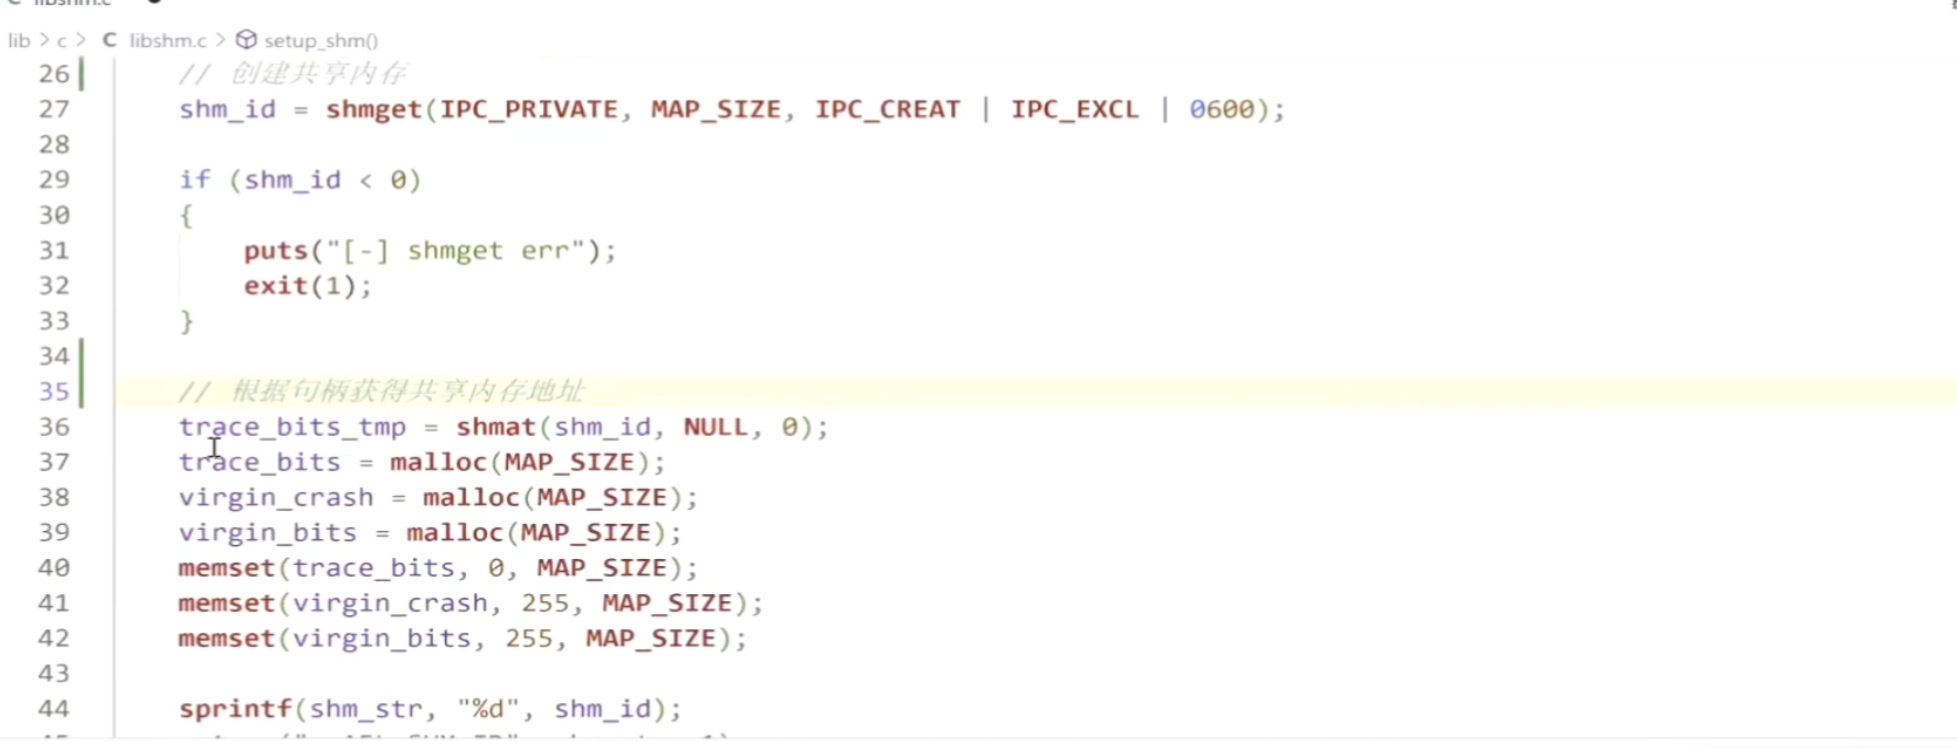 lib > c > C libshm.c > setup_shm()
26 // 创建共享内存
27 shm_id = shmget(IPC_PRIVATE, MAP_SIZE, IPC_CREAT | IPC_EXCL | 0600);
28
29 if (shm_id < 0)
30 {
31 puts("[-] shmget err");
32 exit(1);
33 }
34
35 // 根据句柄获得共享内存地址
36 trace_bits_tmp = shmat(shm_id, NULL, 0);
37 trace_bits = malloc(MAP_SIZE);
38 virgin_crash = malloc(MAP_SIZE);
39 virgin_bits = malloc(MAP_SIZE);
40 memset(trace_bits, 0, MAP_SIZE);
41 memset(virgin_crash, 255, MAP_SIZE);
42 memset(virgin_bits, 255, MAP_SIZE);
43
44 sprintf(shm_str, "%d", shm_id);